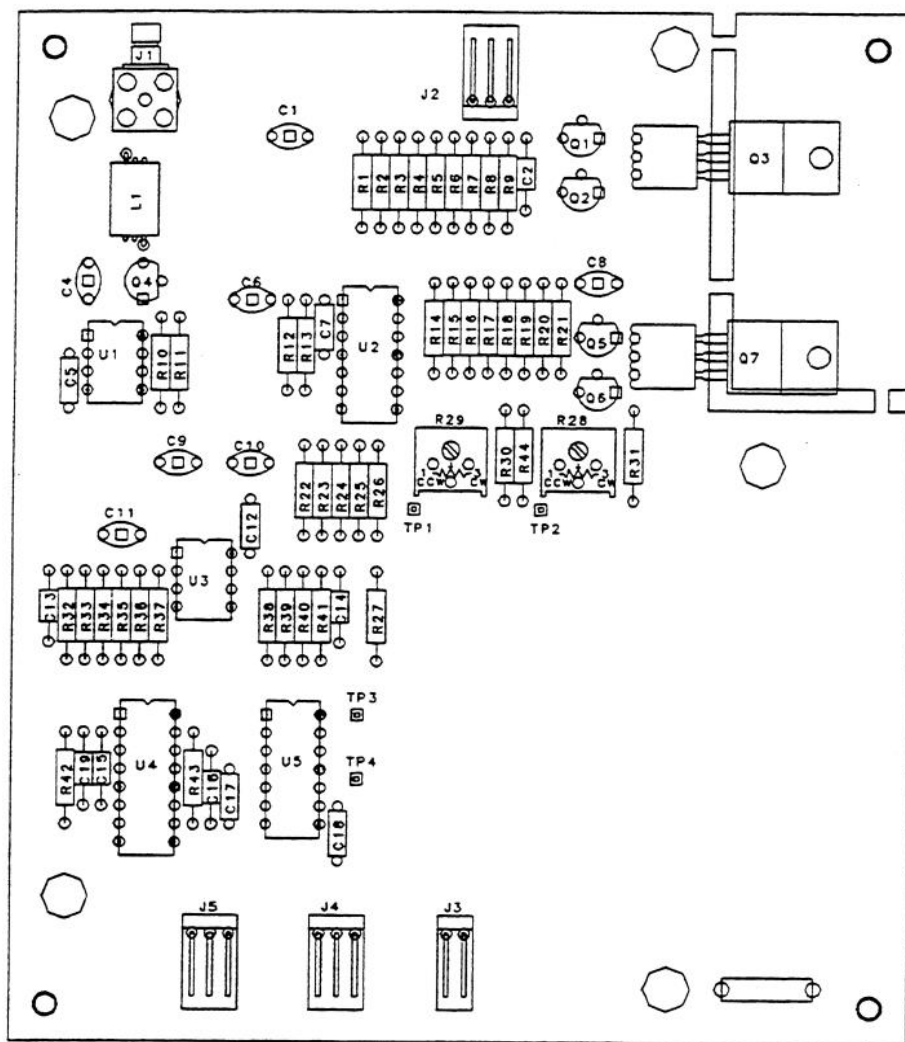 J1
J2
C1
Q1
Q3
R1 R2 R3 R4 R5 R6 R7 R8 R9 C2
Q2
L1
C4
Q4
C6
C8
U1
R10 R11
C5
R12 R13 C7
U2
R14 R15 R16 R17 R18 R19 R20 R21
Q5
Q7
Q6
R29
R28
1 3
CCW CW
R30 R44
1 3
CCW CW
R31
C9
C10
R22 R23 R24 R25 R26
TP1
TP2
C11
C12
U3
C13 R32 R33 R34 R35 R36 R37
R38 R39 R40 R41 C14
R27
TP3
TP4
R42 C19 C15
U4
R43 C16 C17
U5
C18
J5
J4
J3